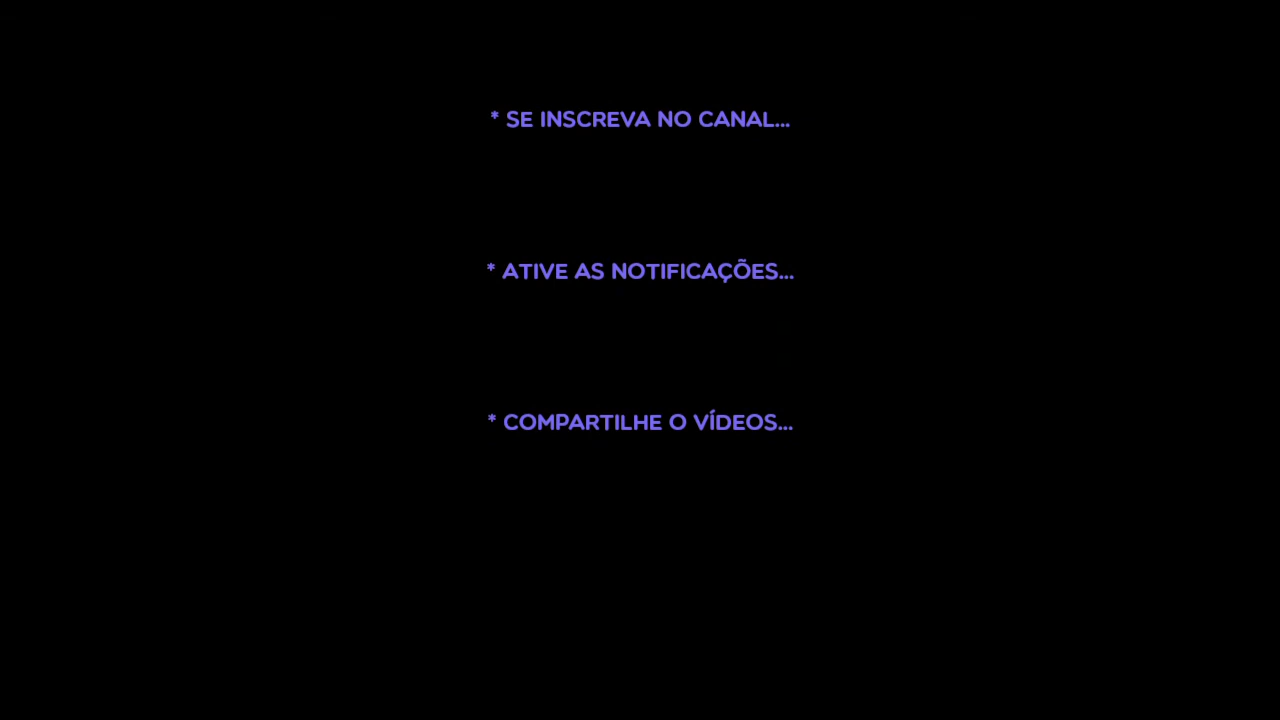 * SE INSCREVA NO CANAL...
* ATIVE AS NOTIFICAÇÕES...
* COMPARTILHE O VÍDEOS...